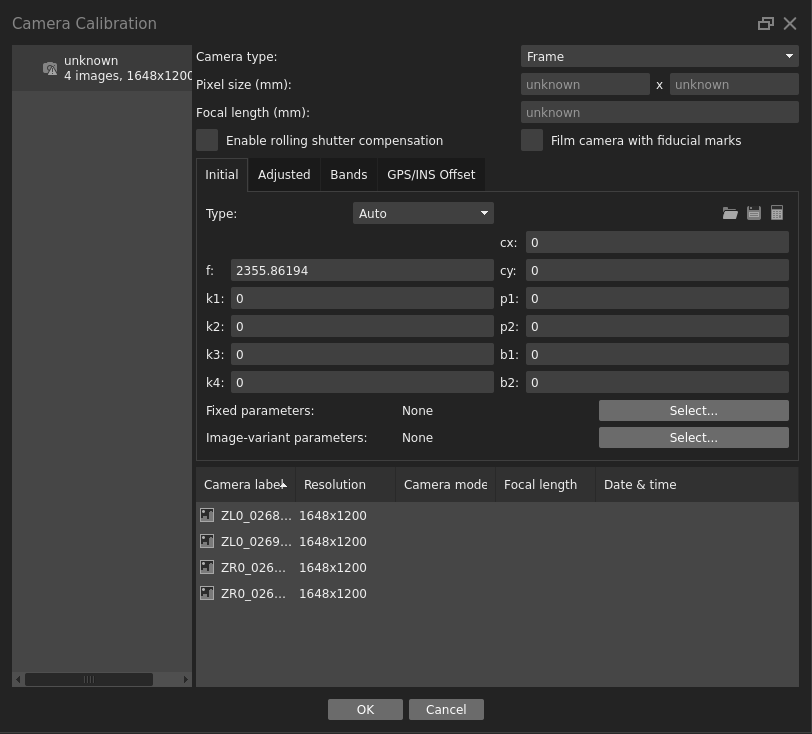 Camera Calibration
unknown
4 images, 1648x1200
Camera type:
Frame
Pixel size (mm):
unknown
x
unknown
Focal length (mm):
unknown
Enable rolling shutter compensation
Film camera with fiducial marks
Initial
Adjusted
Bands
GPS/INS Offset
Type:
Auto
cx:
0
f:
2355.86194
cy:
0
k1:
0
p1:
0
k2:
0
p2:
0
k3:
0
b1:
0
k4:
0
b2:
0
Fixed parameters:
None
Select...
Image-variant parameters:
None
Select...
Camera label
Resolution
Camera mode
Focal length
Date & time
ZL0_0268...
1648x1200
ZL0_0269...
1648x1200
ZR0_026...
1648x1200
ZR0_026...
1648x1200
OK
Cancel